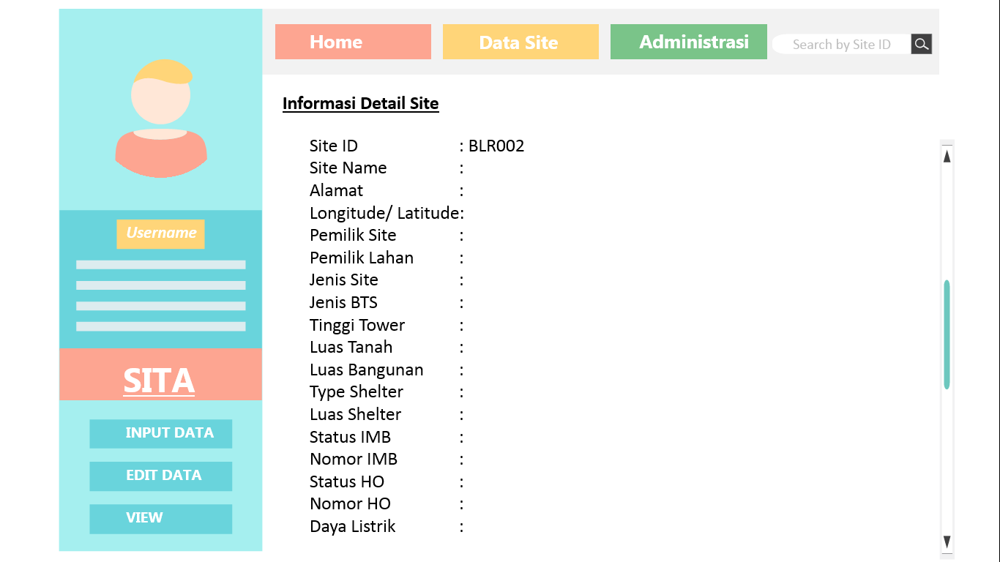 Home
Data Site
Administrasi
Search by Site ID
Informasi Detail Site
Site ID : BLR002
Site Name :
Alamat :
Longitude/ Latitude:
Pemilik Site :
Pemilik Lahan :
Jenis Site :
Jenis BTS :
Tinggi Tower :
Luas Tanah :
Luas Bangunan :
Type Shelter :
Luas Shelter :
Status IMB :
Nomor IMB :
Status HO :
Nomor HO :
Daya Listrik :
Username
SITA
INPUT DATA
EDIT DATA
VIEW